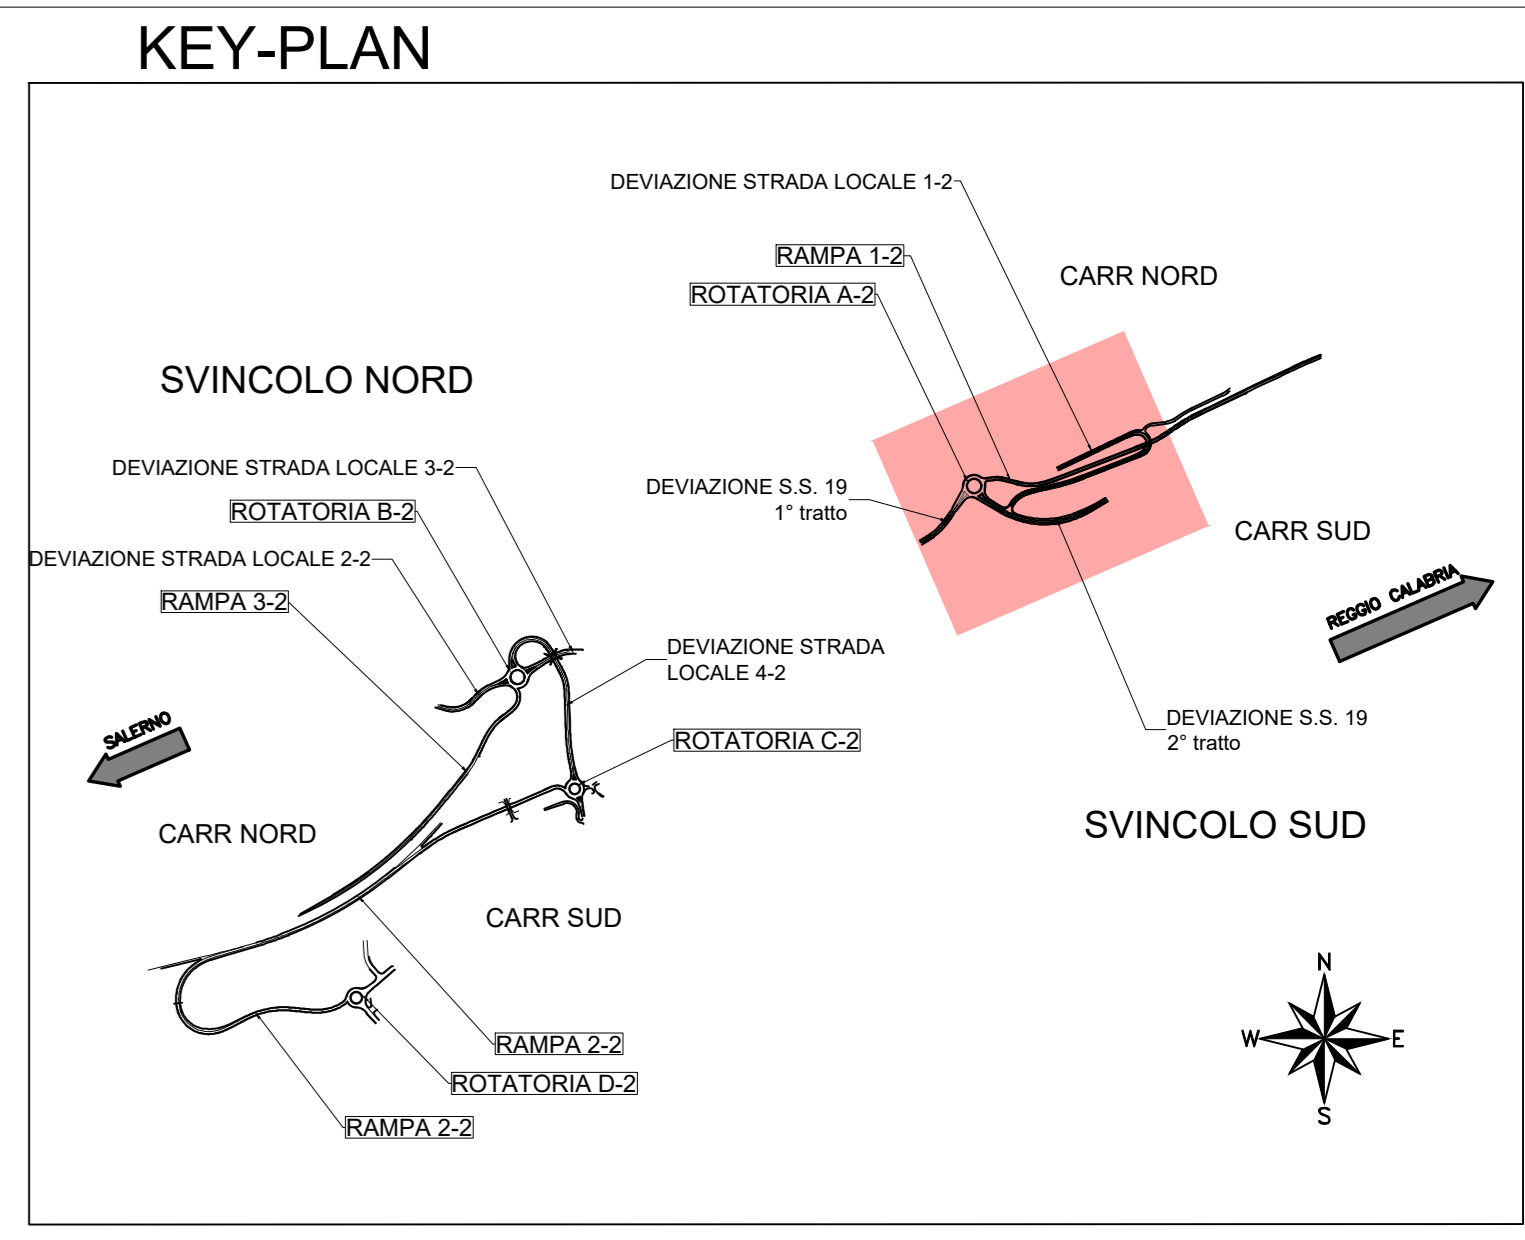 KEY-PLAN
DEVIAZIONE STRADA LOCALE 1-2
RAMPA 1-2
CARR NORD
ROTATORIA A-2
SVINCOLO NORD
DEVIAZIONE STRADA LOCALE 3-2
DEVIAZIONE S.S. 19
1° tratto
ROTATORIA B-2
CARR SUD
DEVIAZIONE STRADA LOCALE 2-2
REGGIO CALABRIA
RAMPA 3-2
DEVIAZIONE STRADA
LOCALE 4-2
DEVIAZIONE S.S. 19
2° tratto
SALERNO
ROTATORIA C-2
CARR NORD
SVINCOLO SUD
CARR SUD
N
W
E
S
RAMPA 2-2
ROTATORIA D-2
RAMPA 2-2